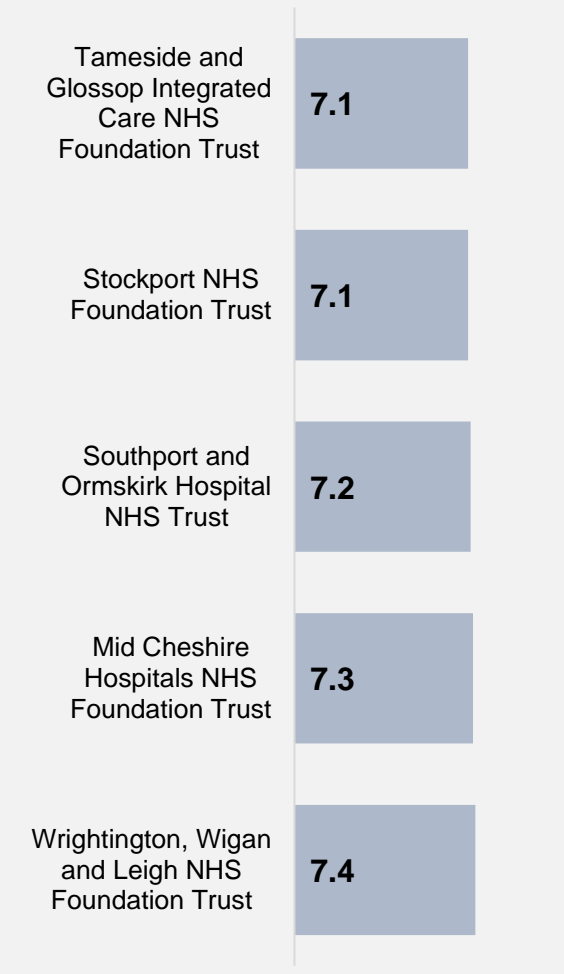 Tameside and
Glossop Integrated
Care NHS
Foundation Trust
7.1
Stockport NHS
Foundation Trust
7.1
Southport and
Ormskirk Hospital
NHS Trust
7.2
Mid Cheshire
Hospitals NHS
Foundation Trust
7.3
Wrightington, Wigan
and Leigh NHS
Foundation Trust
7.4